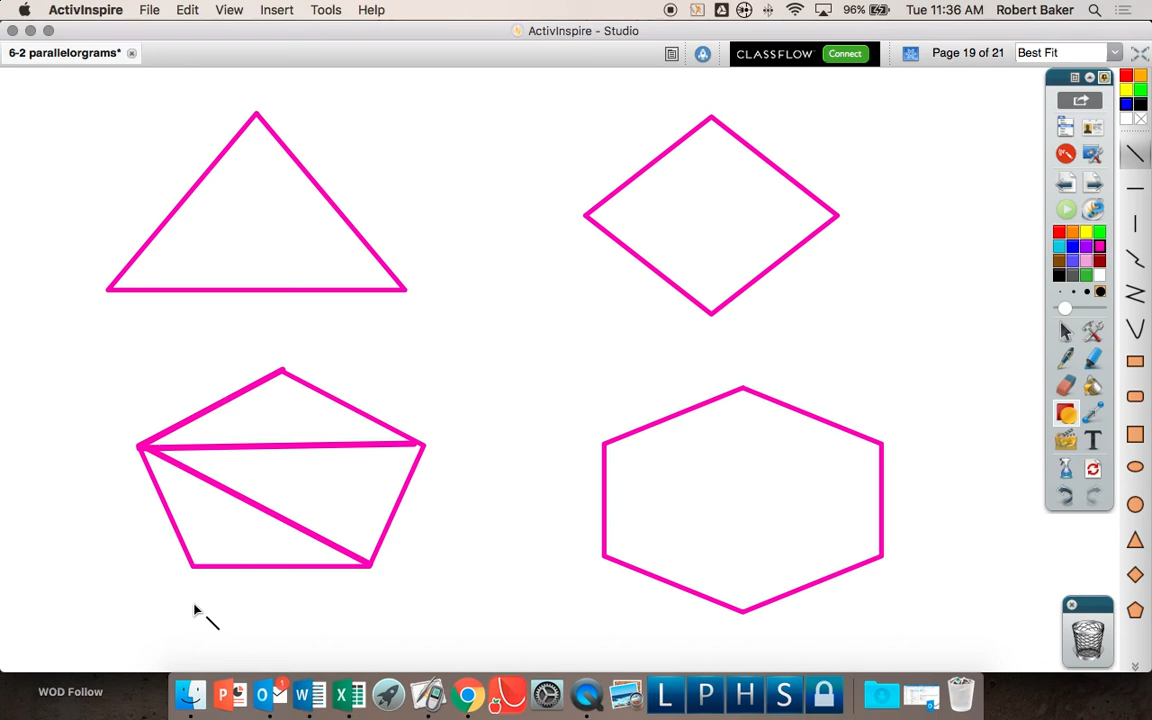 ActivInspire File Edit View Insert Tools Help 96% Tue 11:36 AM Robert Baker
ActivInspire - Studio
6-2 parallelorgrams* CLASSFLOW Connect Page 19 of 21 Best Fit
T
WOD Follow
P W X L P H S
1